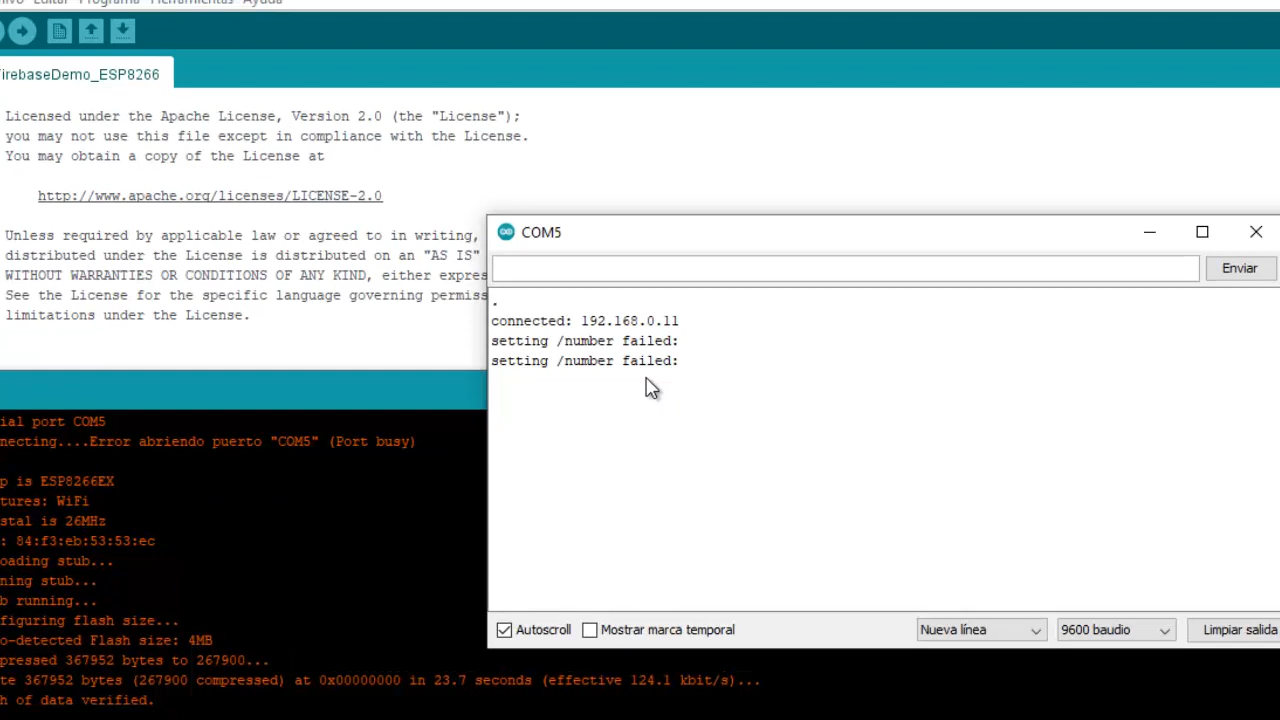 Editar Programa Herramientas Ayuda
irebaseDemo_ESP8266
Licensed under the Apache License, Version 2.0 (the "License");
you may not use this file except in compliance with the License.
You may obtain a copy of the License at
http://www.apache.org/licenses/LICENSE-2.0
Unless required by applicable law or agreed to in writing,
distributed under the License is distributed on an "AS IS"
WITHOUT WARRANTIES OR CONDITIONS OF ANY KIND, either expre
See the License for the specific language governing permis
limitations under the License.
COM5
Enviar
.
connected: 192.168.0.11
setting /number failed:
setting /number failed:
Autoscroll Mostrar marca temporal Nueva línea 9600 baudio Limpiar salida
ial port COM5
necting....Error abriendo puerto "COM5" (Port busy)
p is ESP8266EX
tures: WiFi
stal is 26MHz
: 84:f3:eb:53:53:ec
oading stub...
ning stub...
b running...
figuring flash size...
o-detected Flash size: 4MB
pressed 367952 bytes to 267900...
te 367952 bytes (267900 compressed) at 0x00000000 in 23.7 seconds (effective 124.1 kbit/s)...
h of data verified.